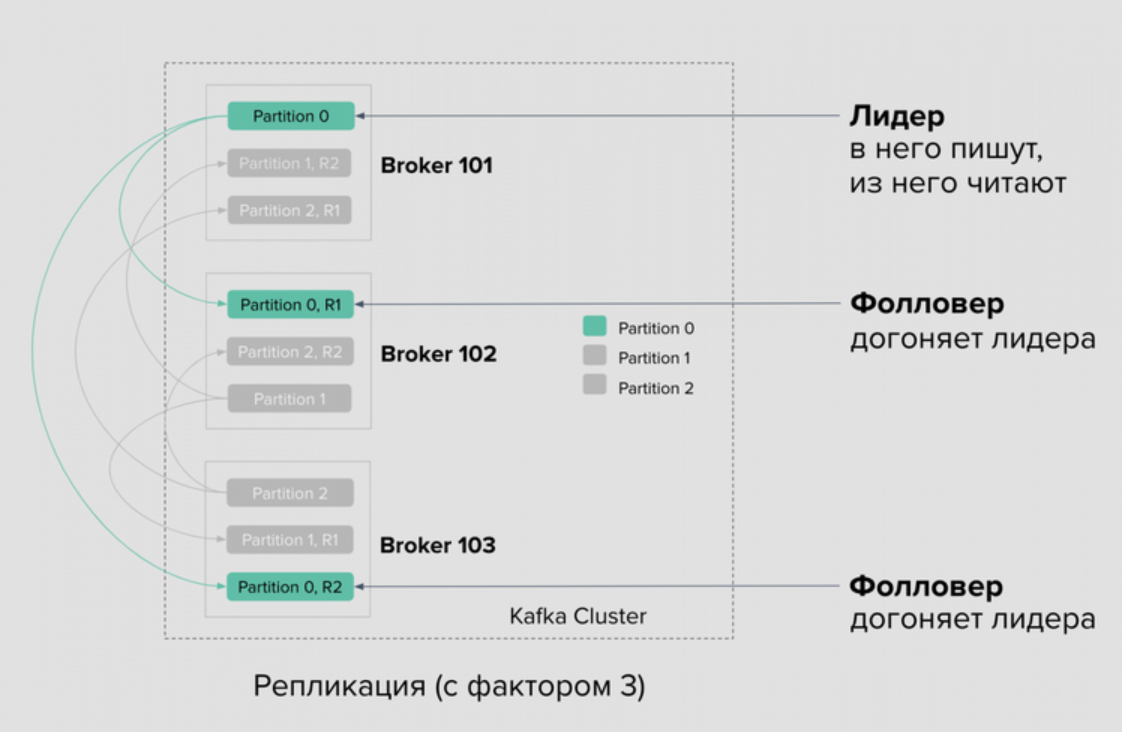 Partition 0
Partition 1, R2
Partition 2, R1
Broker 101
Лидер
в него пишут,
из него читают
Partition 0, R1
Partition 2, R2
Partition 1
Broker 102
Partition 0
Partition 1
Partition 2
Фолловер
догоняет лидера
Partition 2
Partition 1, R1
Partition 0, R2
Broker 103
Kafka Cluster
Фолловер
догоняет лидера
Репликация (с фактором 3)